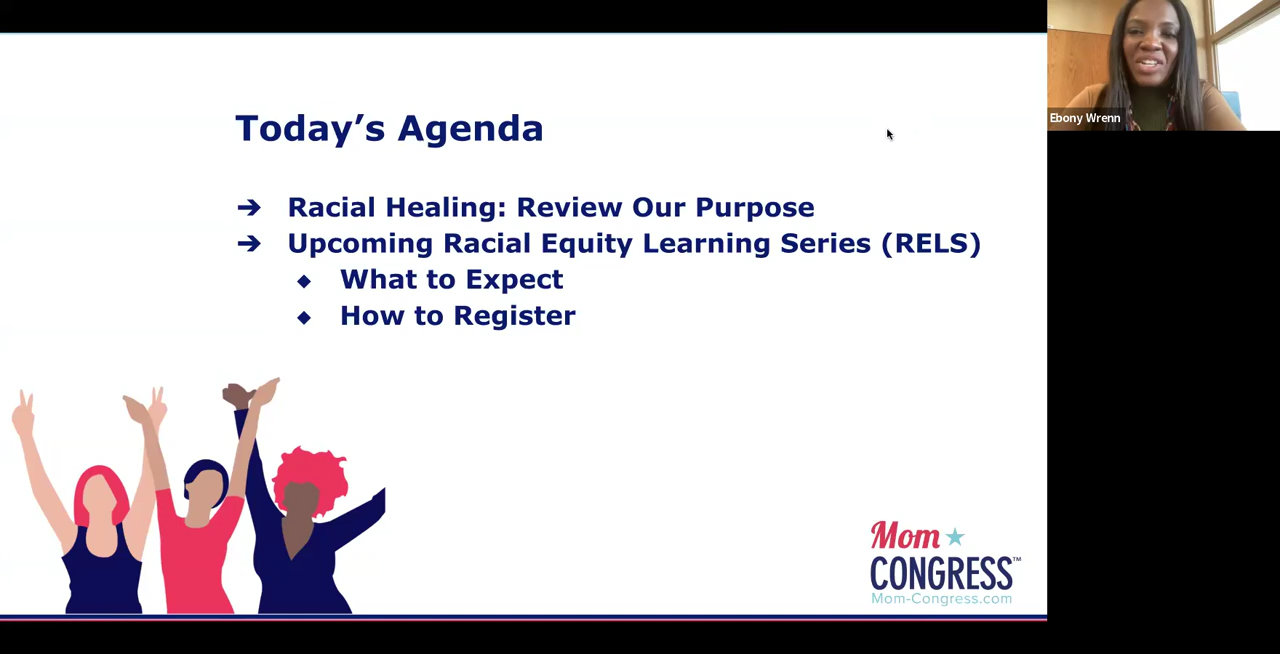 Today’s Agenda
➔ Racial Healing: Review Our Purpose
➔ Upcoming Racial Equity Learning Series (RELS)
◆ What to Expect
◆ How to Register
Mom
CONGRESS™
Mom-Congress.com
Ebony Wrenn